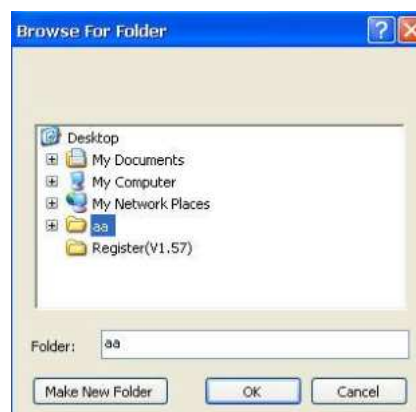 Browse For Folder
Desktop
My Documents
My Computer
My Network Places
aa
Register(V1.57)
Folder: aa
Make New Folder OK Cancel